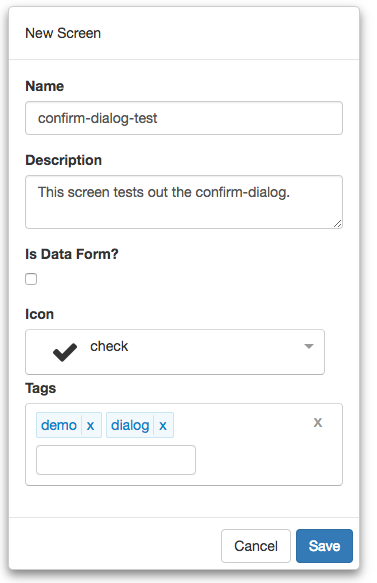 New Screen
Name
confirm-dialog-test
Description
This screen tests out the confirm-dialog.
Is Data Form?
Icon
check
Tags
demo x dialog x x
Cancel Save